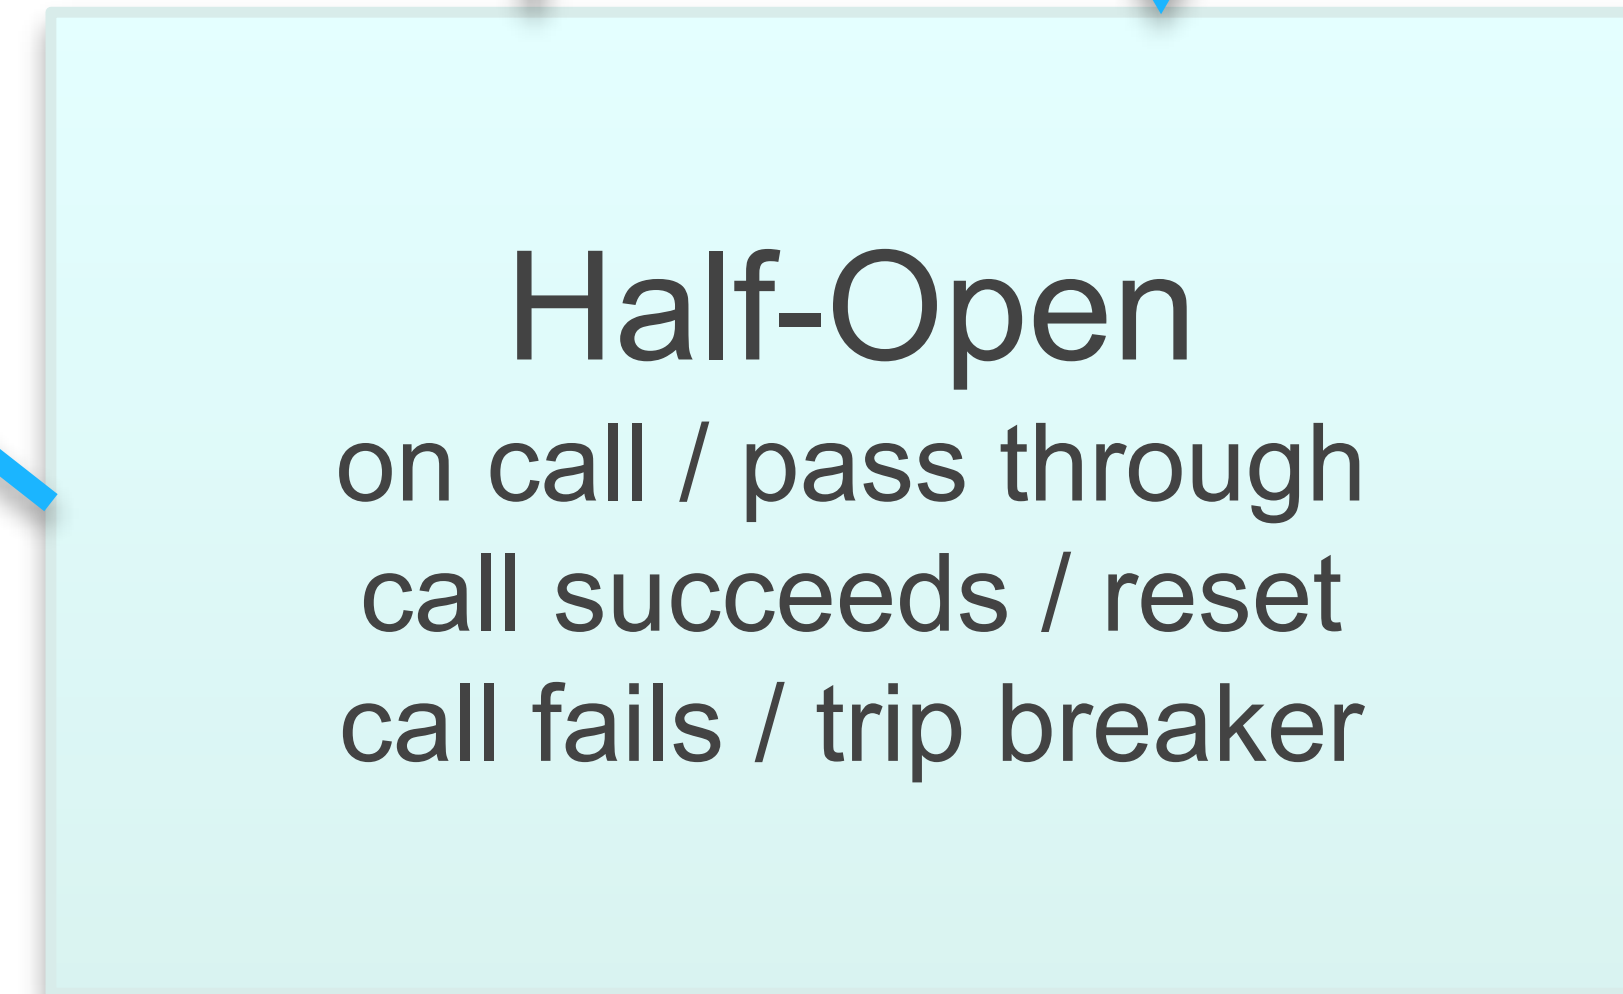 Half-Open
on call / pass through
call succeeds / reset
call fails / trip breaker